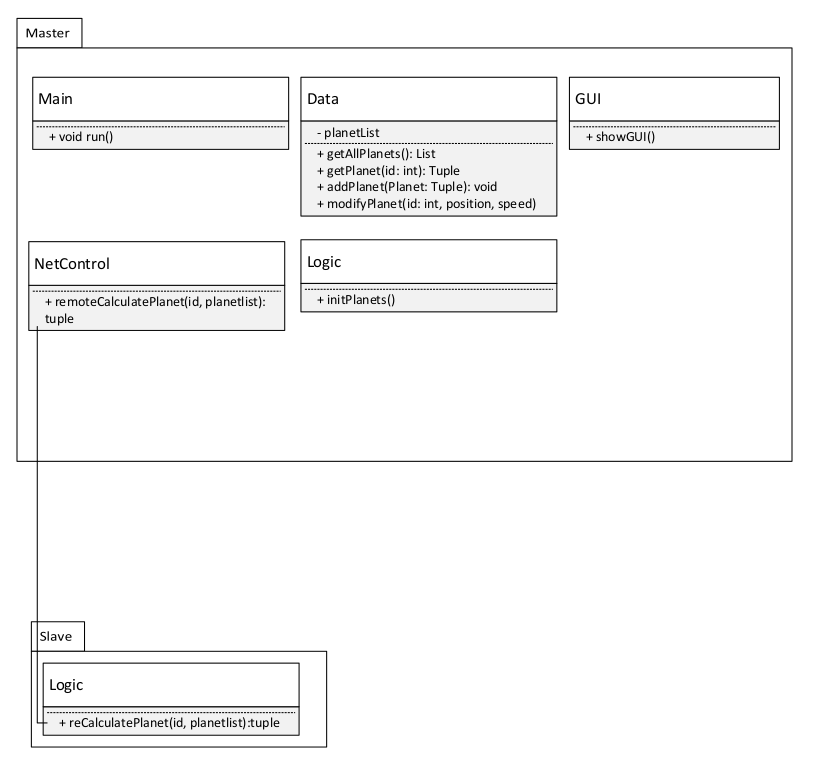 Master
Main
+ void run()
Data
- planetList
+ getAllPlanets(): List
+ getPlanet(id: int): Tuple
+ addPlanet(Planet: Tuple): void
+ modifyPlanet(id: int, position, speed)
GUI
+ showGUI()
NetControl
+ remoteCalculatePlanet(id, planetlist):
tuple
Logic
+ initPlanets()
Slave
Logic
+ reCalculatePlanet(id, planetlist):tuple